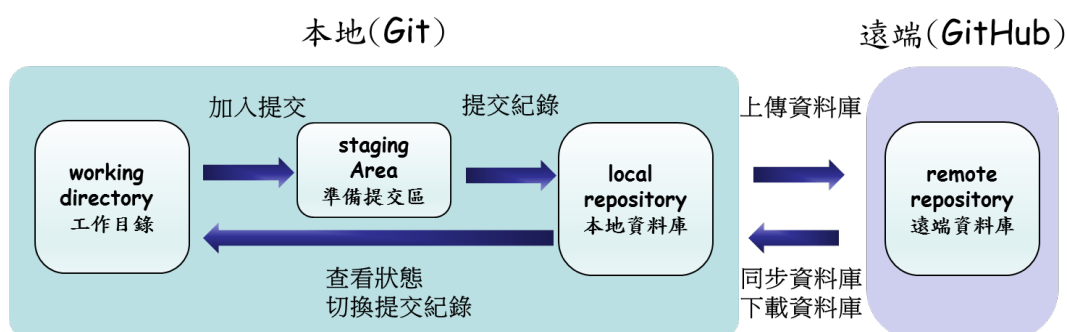 本地(Git)
遠端(GitHub)
加入提交
提交紀錄
上傳資料庫
working
directory
工作目錄
staging
Area
準備提交區
local
repository
本地資料庫
remote
repository
遠端資料庫
查看狀態
切換提交紀錄
同步資料庫
下載資料庫